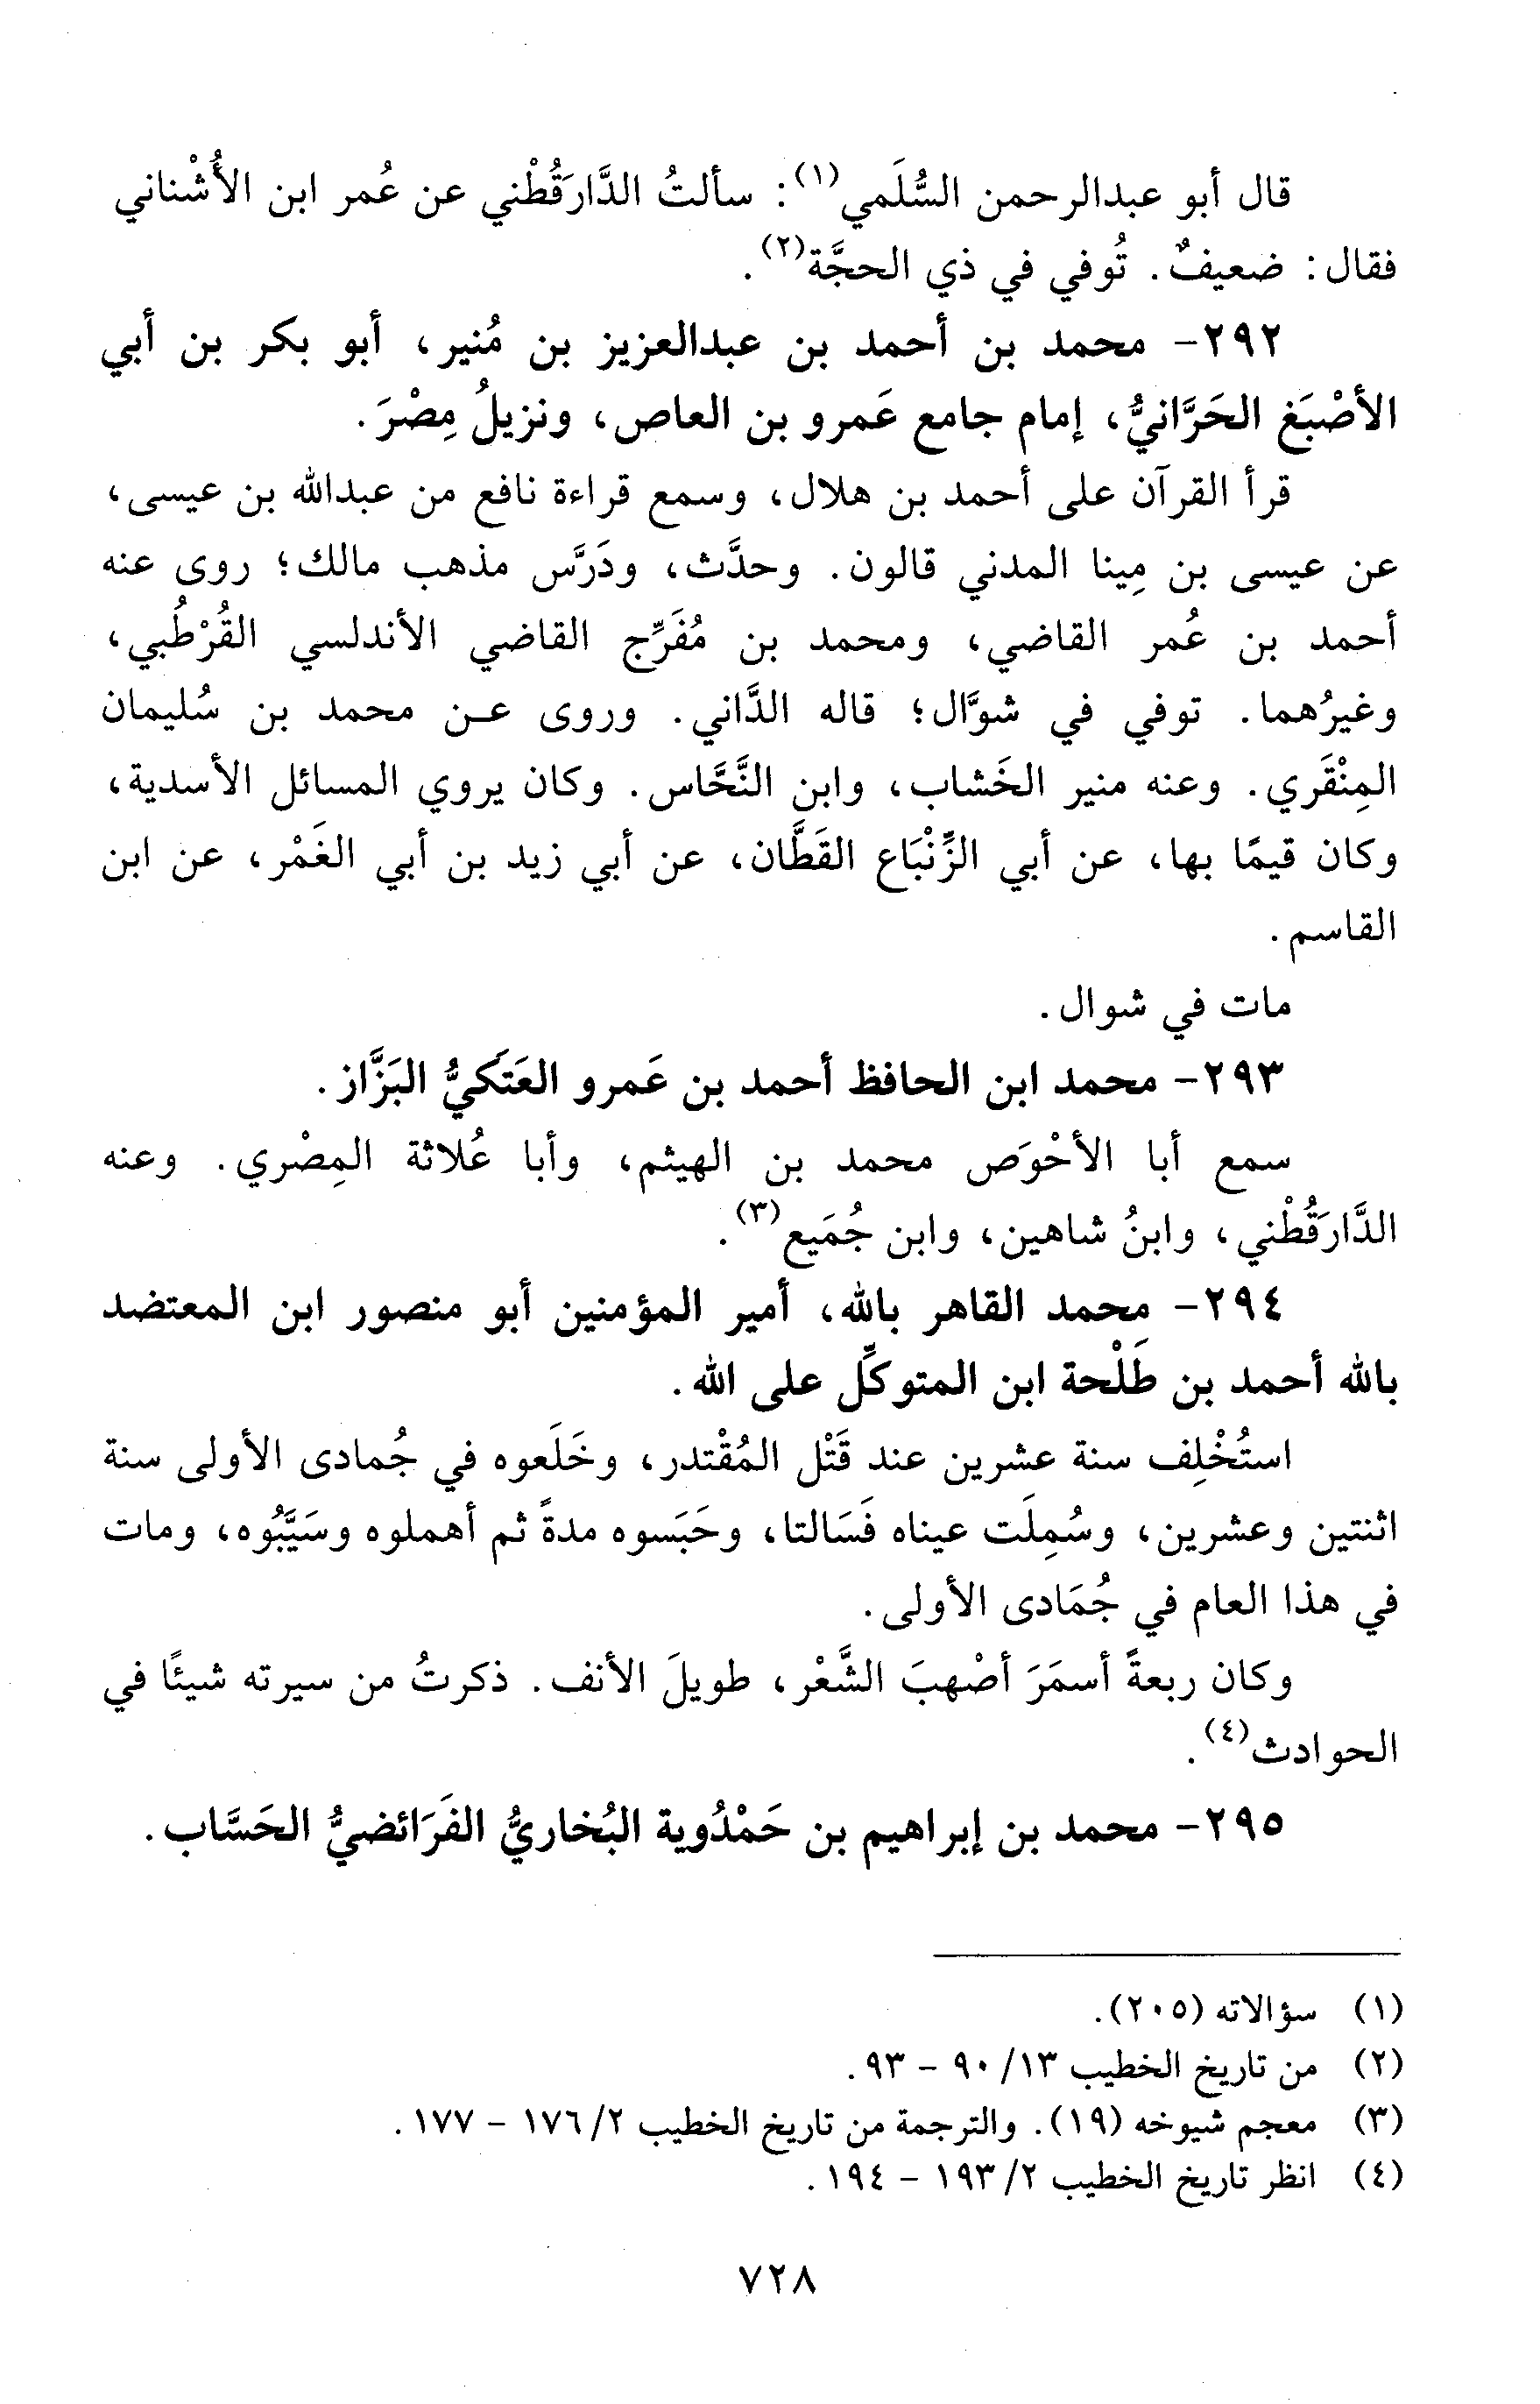 قال أبو عبدالرحمن السُّلَمي(١): سألتُ الدَّارَقُطْني عن عُمر ابن الأُشْناني
فقال: ضعيفٌ. تُوفي في ذي الحجَّة(٢).
٢٩٢- محمد بن أحمد بن عبدالعزيز بن مُنير، أبو بكر بن أبي
الأصْبَغ الحَرَّانيُّ، إمام جامع عَمرو بن العاص، ونزيلُ مِصْرَ.
قرأ القرآن على أحمد بن هلال، وسمع قراءة نافع من عبدالله بن عيسى،
عن عيسى بن مِينا المدني قالون. وحدَّث، ودَرَّس مذهب مالك؛ روى عنه
أحمد بن عُمر القاضي، ومحمد بن مُفَرِّج القاضي الأندلسي القُرْطُبي،
وغيرُهما. توفي في شوَّال؛ قاله الدَّاني. وروى عن محمد بن سُليمان
المِنْقَري. وعنه منير الخَشاب، وابن النَّحَّاس. وكان يروي المسائل الأسدية،
وكان قيمًا بها، عن أبي الزِّنْبَاع القَطَّان، عن أبي زيد بن أبي الغَمْر، عن ابن
القاسم.
مات في شوال.
٢٩٣- محمد ابن الحافظ أحمد بن عَمرو العَتَكيُّ البَزَّاز.
سمع أبا الأحْوَص محمد بن الهيثم، وأبا عُلاثة المِصْري. وعنه
الدَّارَقُطْني، وابنُ شاهين، وابن جُمَيع(٣).
٢٩٤- محمد القاهر بالله، أمير المؤمنين أبو منصور ابن المعتضد
بالله أحمد بن طَلْحة ابن المتوكِّل على الله.
استُخْلِف سنة عشرين عند قَتْل المُقْتدر، وخَلَعوه في جُمادى الأولى سنة
اثنتين وعشرين، وسُمِلَت عيناه فَسَالتا، وحَبَسوه مدةً ثم أهملوه وسَيَّبُوه، ومات
في هذا العام في جُمَادى الأولى.
وكان ربعةً أسمَرَ أصْهبَ الشَّعْر، طويلَ الأنف. ذكرتُ من سيرته شيئًا في
الحوادث(٤).
٢٩٥- محمد بن إبراهيم بن حَمْدُوية البُخاريُّ الفَرَائضيُّ الحَسَّاب.
(١) سؤالاته (٢٠٥).
(٢) من تاريخ الخطيب ١٣/ ٩٠ - ٩٣.
(٣) معجم شيوخه (١٩). والترجمة من تاريخ الخطيب ٢/ ١٧٦ - ١٧٧.
(٤) انظر تاريخ الخطيب ٢/ ١٩٣ - ١٩٤.
٧٢٨